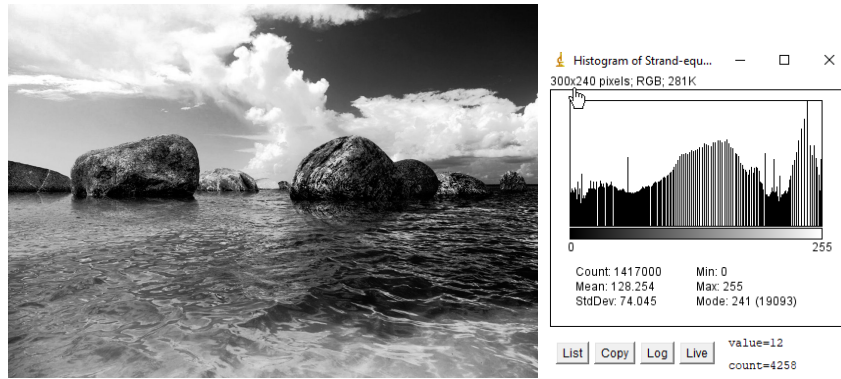 Histogram of Strand-equ...
300x240 pixels; RGB; 281K
0 255
Count: 1417000 Min: 0
Mean: 128.254 Max: 255
StdDev: 74.045 Mode: 241 (19093)
List Copy Log Live value=12
count=4258